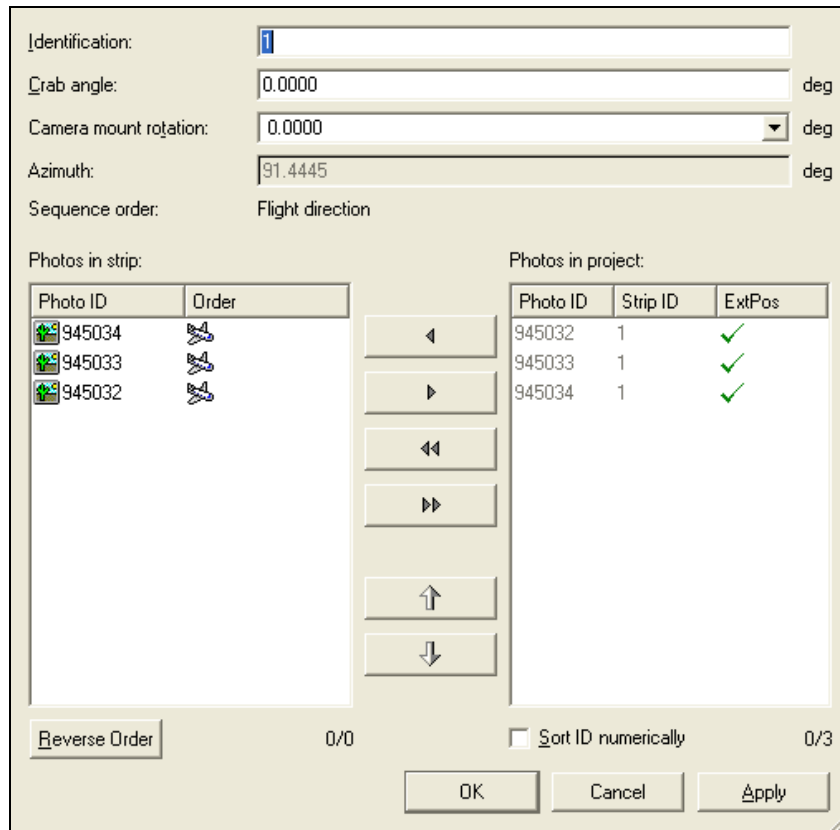 Identification: 1
Crab angle: 0.0000 deg
Camera mount rotation: 0.0000 deg
Azimuth: 91.4445 deg
Sequence order: Flight direction
Photos in strip: Photos in project:
Photo ID Order Photo ID Strip ID ExtPos
945034 945032 1
945033 945033 1
945032 945034 1
Reverse Order 0/0 Sort ID numerically 0/3
OK Cancel Apply